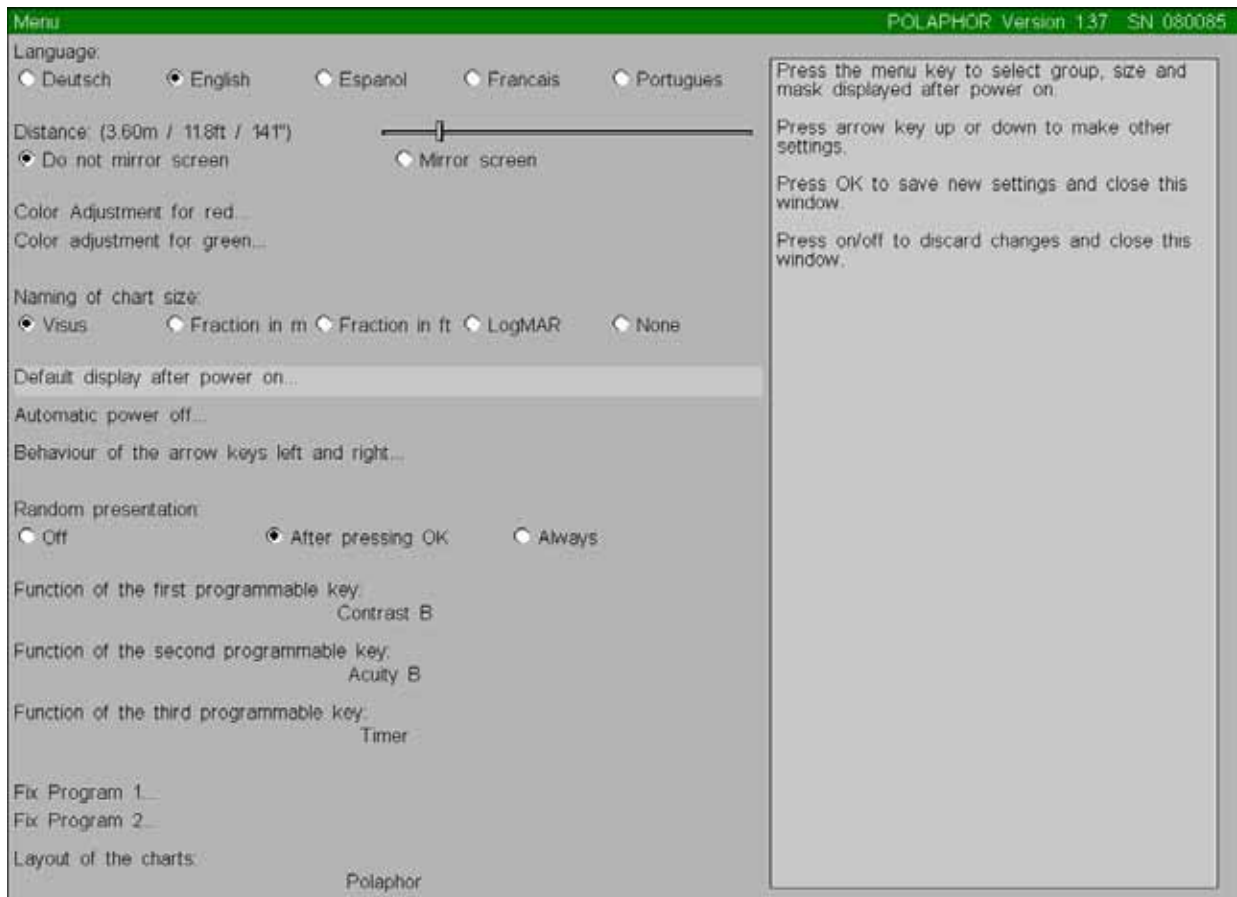 Menu POLAPHOR Version 1.37 SN 080085
Language:
Deutsch English Espanol Francais Portugues
Distance: (3.60m / 11.8ft / 141")
Do not mirror screen Mirror screen
Color Adjustment for red...
Color adjustment for green...
Naming of chart size:
Visus Fraction in m Fraction in ft LogMAR None
Default display after power on...
Automatic power off...
Behaviour of the arrow keys left and right...
Random presentation:
Off After pressing OK Always
Function of the first programmable key:
Contrast B
Function of the second programmable key:
Acuity B
Function of the third programmable key:
Timer
Fix Program 1...
Fix Program 2...
Layout of the charts:
Polaphor
Press the menu key to select group, size and
mask displayed after power on.
Press arrow key up or down to make other
settings.
Press OK to save new settings and close this
window.
Press on/off to discard changes and close this
window.